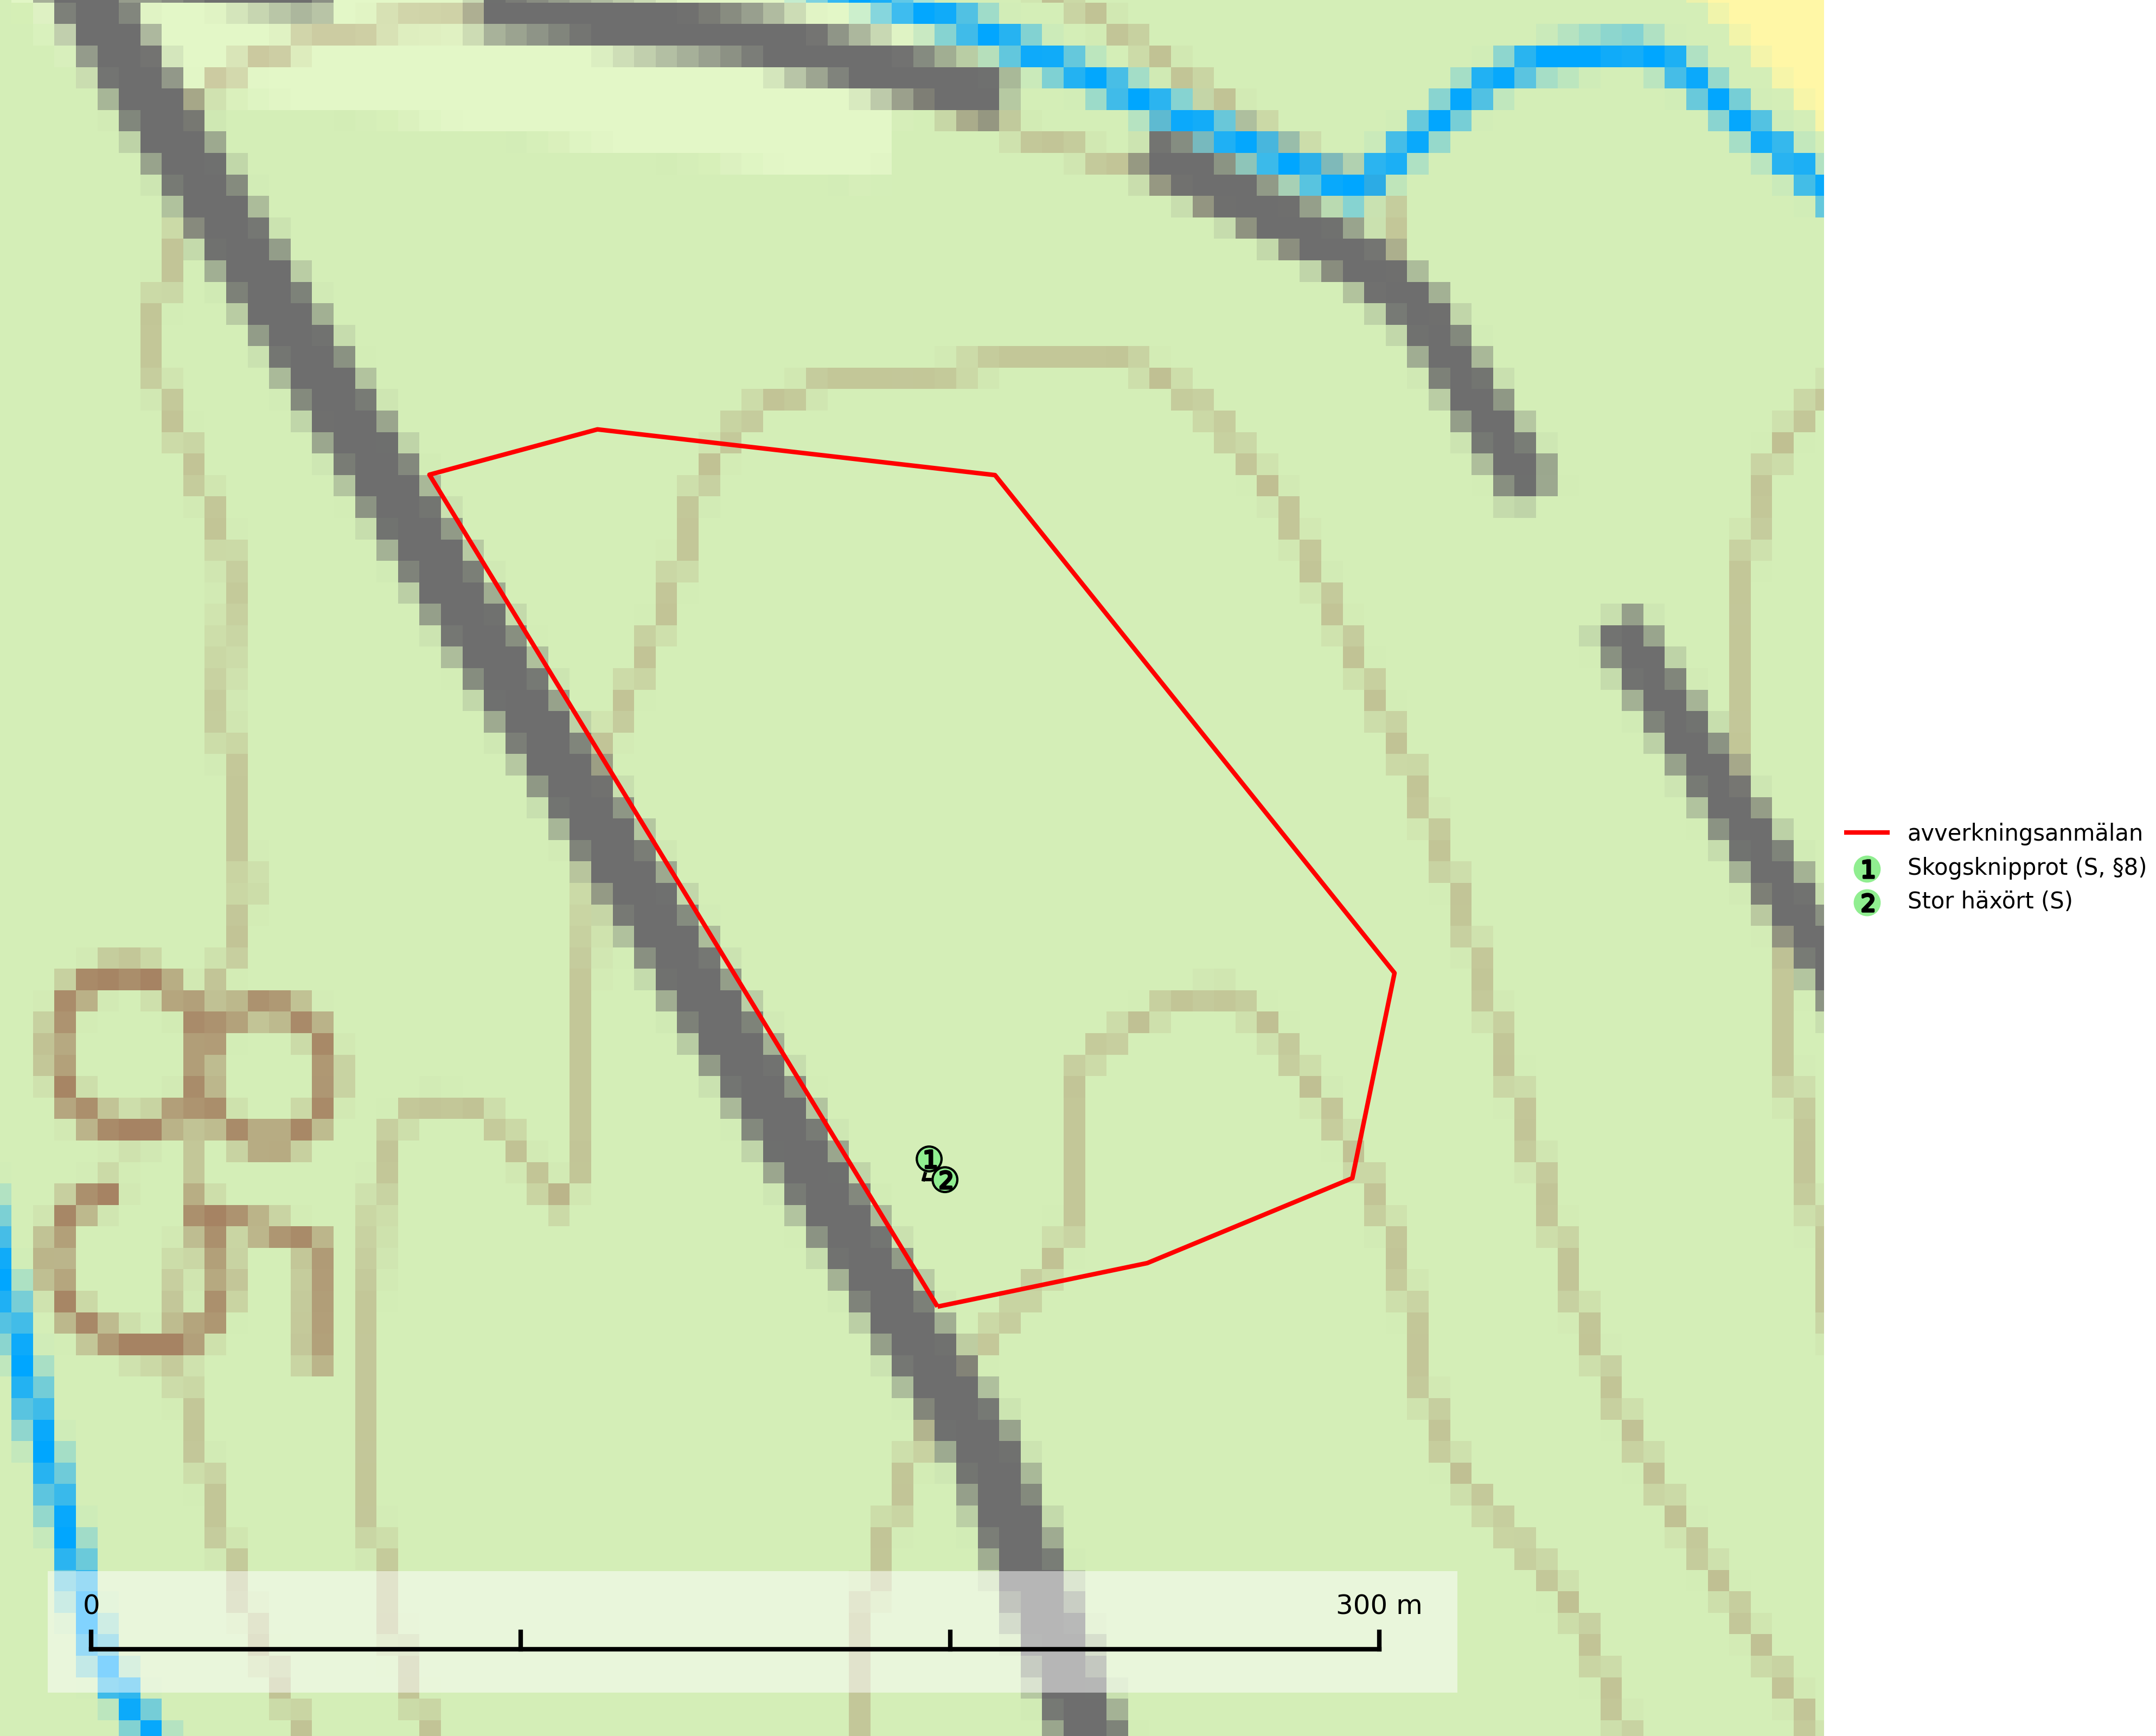 1
2
avverkningsanmälan
1 Skogsknipprot (S, §8)
2 Stor häxört (S)
0 300 m